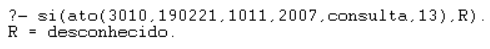 ?- si(ato(3010,190221,1011,2007,consulta,13),R).
R = desconhecido.